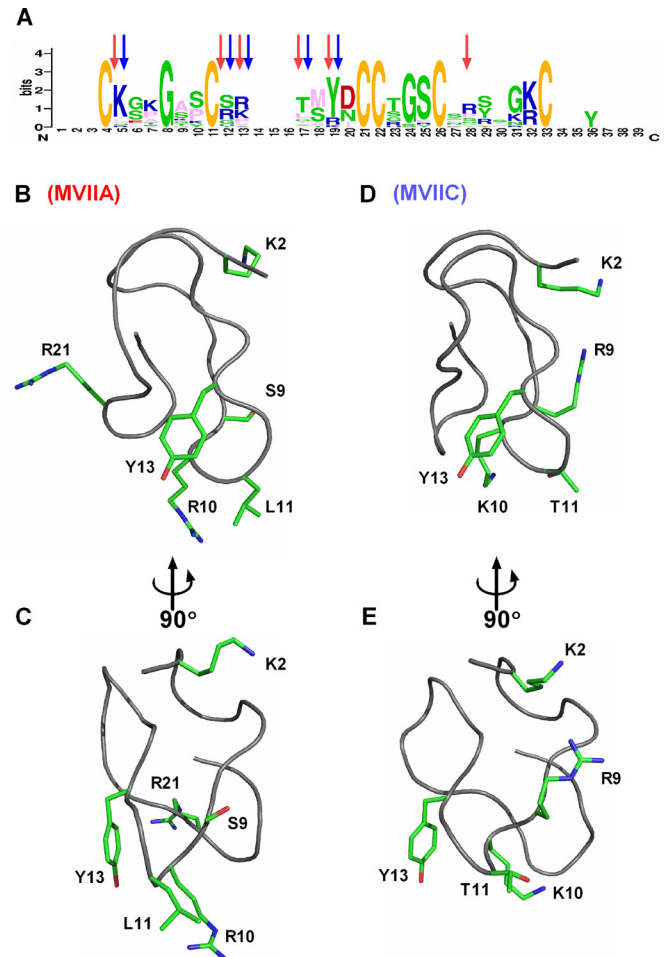 A
4
3
2
1
0
bits
C K G S K P G A S P C S R R K T S M S Y R D N C C T G S C R S Y G K K R C Y
N 1 2 3 4 5 6 7 8 9 10 11 12 13 14 15 16 17 18 19 20 21 22 23 24 25 26 27 28 29 30 31 32 33 34 35 36 37 38 39 C
B (MVIIA) D (MVIIC)
K2 K2
R21 R9
S9
Y13 R10 L11
Y13 K10 T11
90° 90°
C E
K2 K2
R21 S9 R9
Y13 L11 R10
Y13 T11 K10